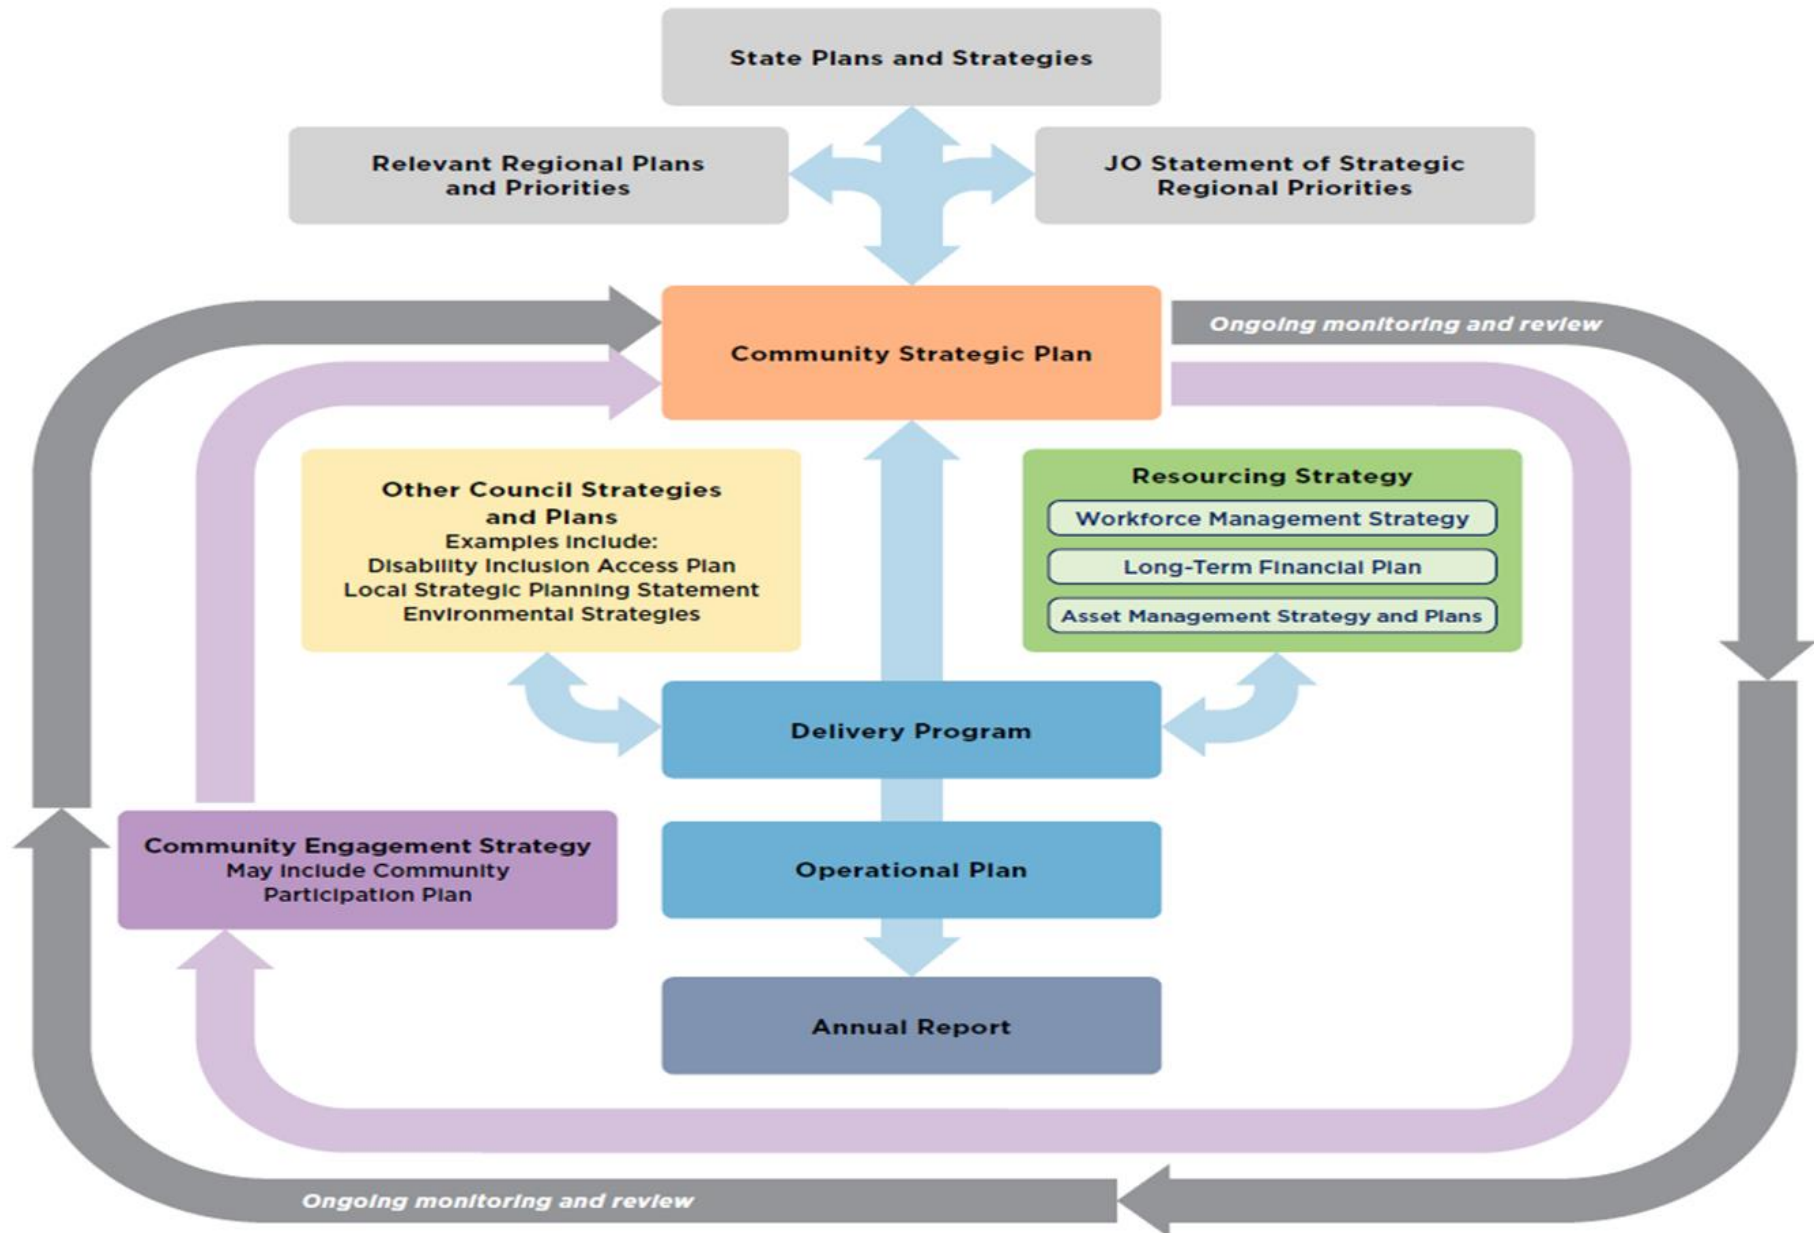 State Plans and Strategies
Relevant Regional Plans
and Priorities
JO Statement of Strategic
Regional Priorities
Community Strategic Plan
Ongoing monitoring and review
Other Council Strategies
and Plans
Examples include:
Disability Inclusion Access Plan
Local Strategic Planning Statement
Environmental Strategies
Resourcing Strategy
Workforce Management Strategy
Long-Term Financial Plan
Asset Management Strategy and Plans
Delivery Program
Community Engagement Strategy
May include Community
Participation Plan
Operational Plan
Annual Report
Ongoing monitoring and review